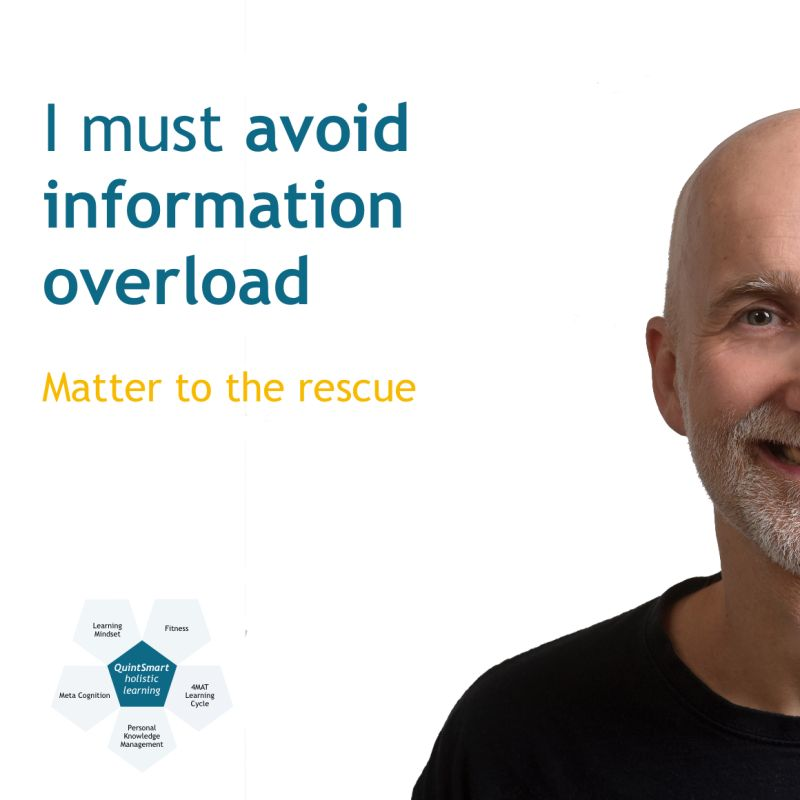 I must avoid
information
overload
Matter to the rescue
Learning
Mindset
Fitness
QuintSmart
holistic
learning
Meta Cognition
4MAT
Learning
Cycle
Personal
Knowledge
Management